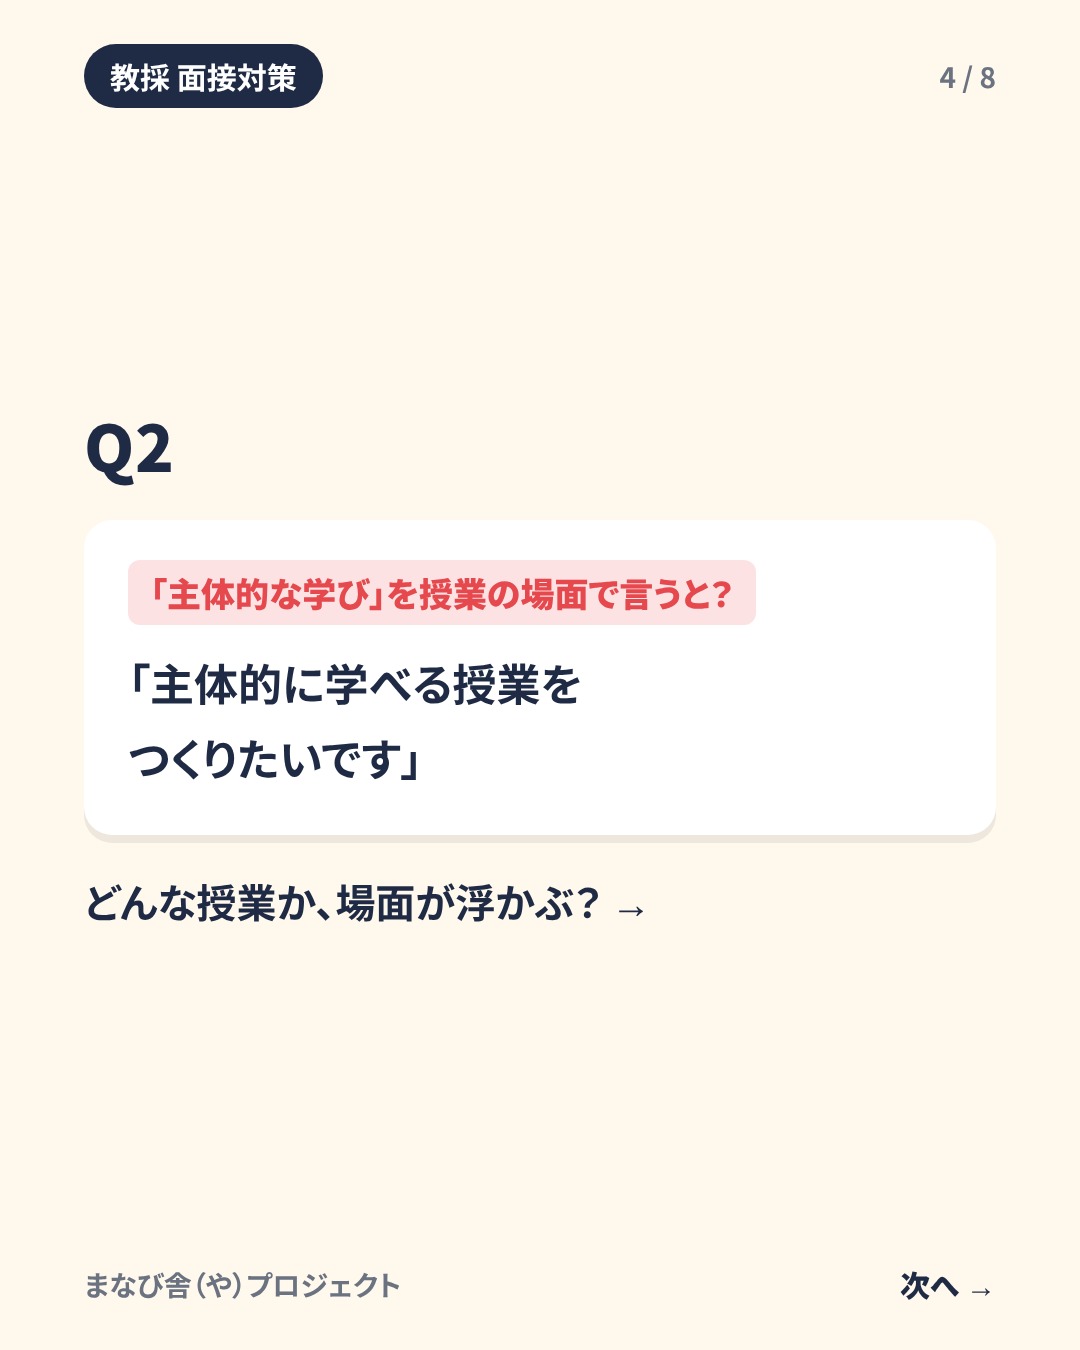 教採 面接対策
4 / 8
Q2
「主体的な学び」を授業の場面で言うと？
「主体的に学べる授業を
つくりたいです」
どんな授業か、場面が浮かぶ？ →
まなび舎（や）プロジェクト
次へ →